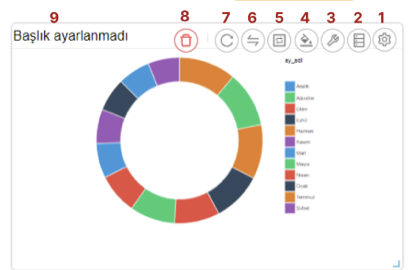 9 8 7 6 5 4 3 2 1
Başlık ayarlanmadı
ay_adi
Aralık
Ağustos
Ekim
Eylül
Haziran
Kasım
Mart
Mayıs
Nisan
Ocak
Temmuz
Şubat